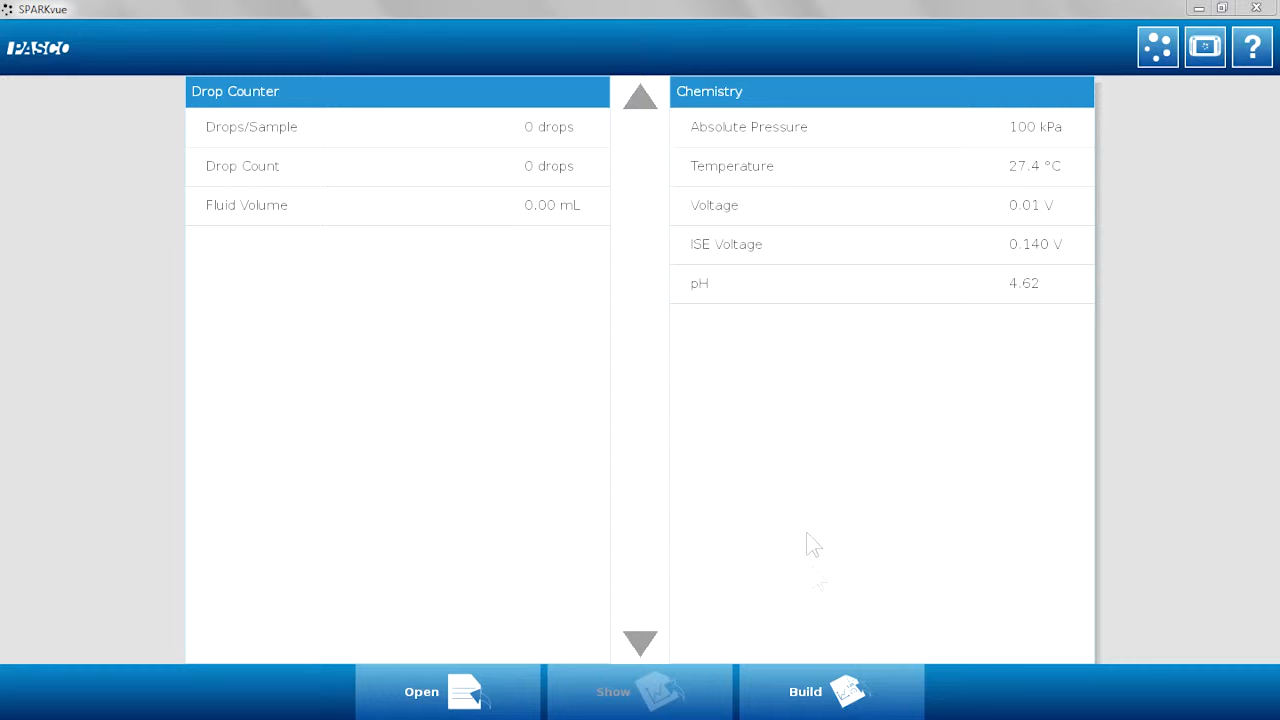 SPARKvue
PASCO
?
Drop Counter
Drops/Sample 0 drops
Drop Count 0 drops
Fluid Volume 0.00 mL
Chemistry
Absolute Pressure 100 kPa
Temperature 27.4 °C
Voltage 0.01 V
ISE Voltage 0.140 V
pH 4.62
Open
Show
Build